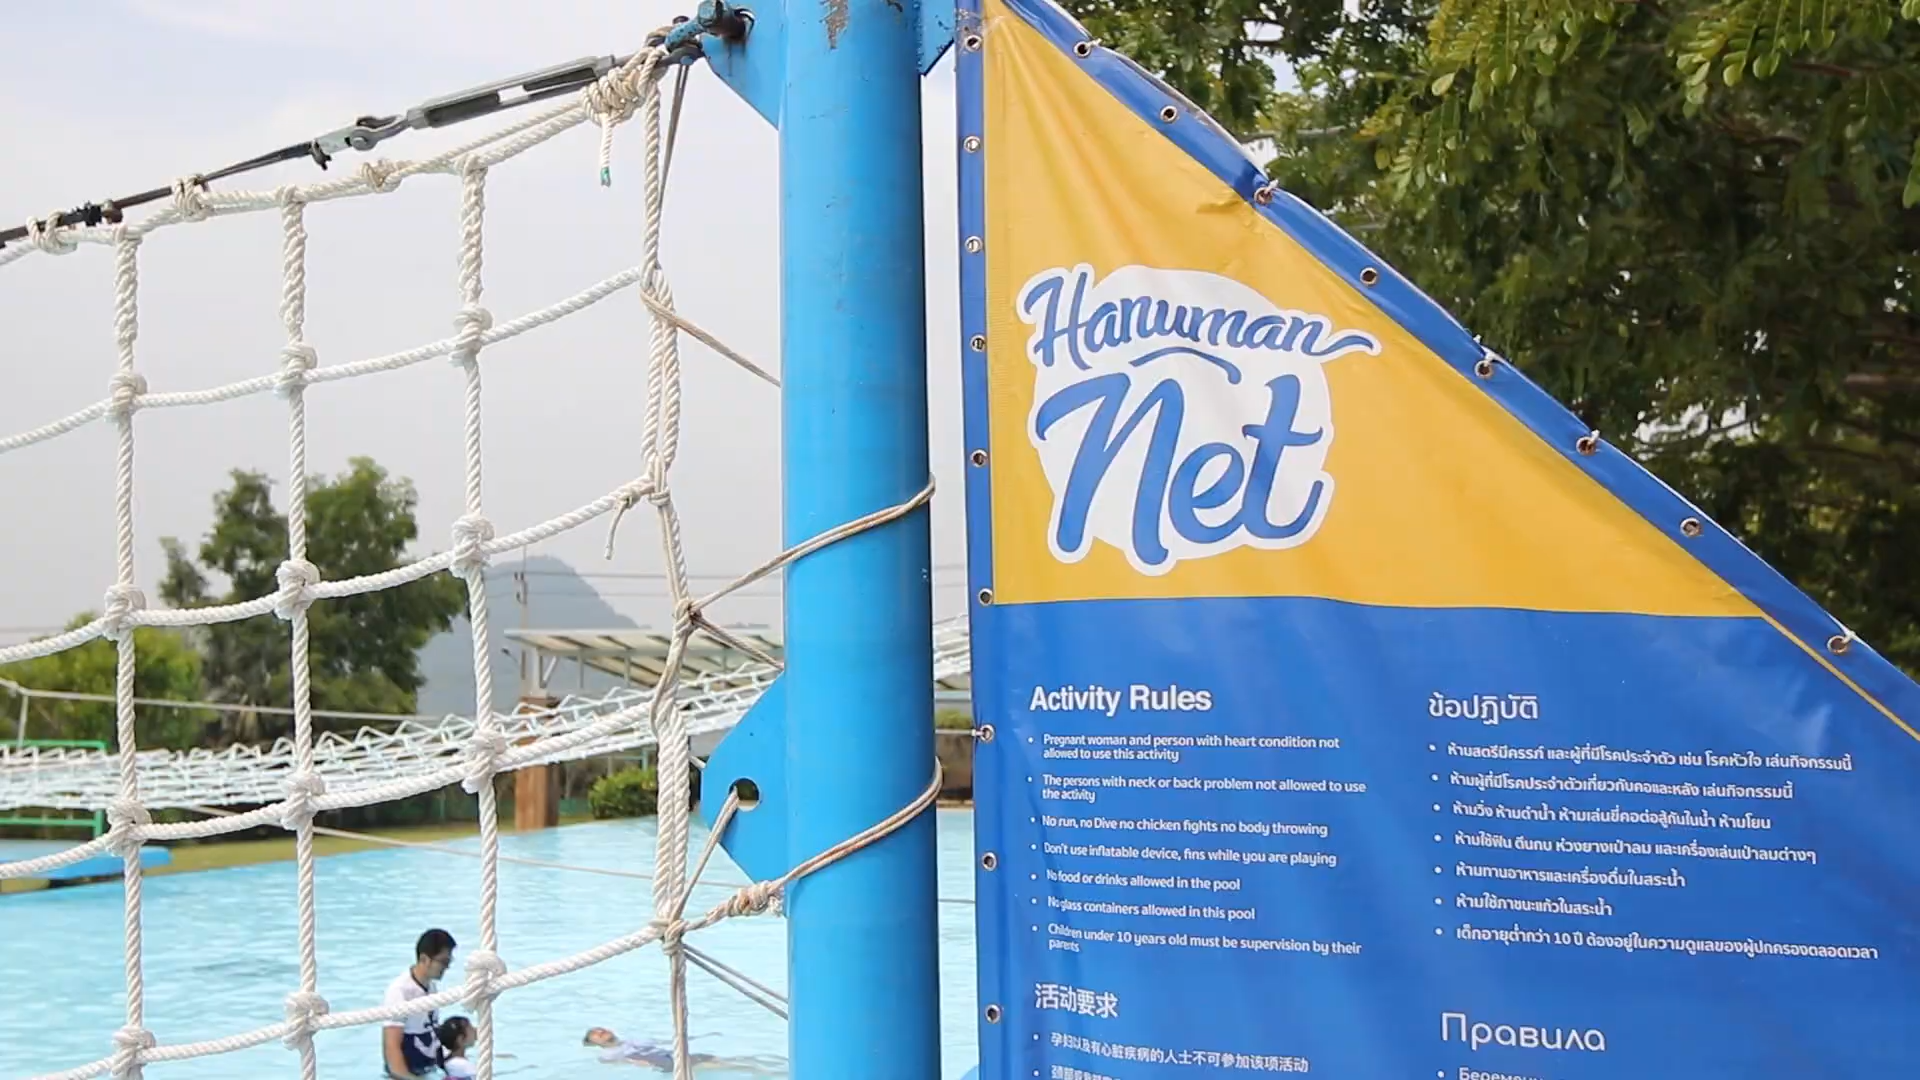 Hanuman
Net
Activity Rules
• Pregnant woman and person with heart condition not
allowed to use this activity
• The persons with neck or back problem not allowed to use
the activity
• No run, no Dive no chicken fights no body throwing
• Don't use inflatable device, fins while you are playing
• No food or drinks allowed in the pool
• No glass containers allowed in this pool
• Children under 10 years old must be supervision by their
parents
ข้อปฏิบัติ
• ห้ามสตรีมีครรภ์ และผู้ที่มีโรคประจำตัว เช่น โรคหัวใจ เล่นกิจกรรมนี้
• ห้ามผู้ที่มีโรคประจำตัวเกี่ยวกับคอและหลัง เล่นกิจกรรมนี้
• ห้ามวิ่ง ห้ามดำน้ำ ห้ามเล่นขี่คอต่อสู้กันในน้ำ ห้ามโยน
• ห้ามใช้ฟิน ตีนกบ ห่วงยางเป่าลม และเครื่องเล่นเป่าลมต่างๆ
• ห้ามทานอาหารและเครื่องดื่มในสระน้ำ
• ห้ามใช้ภาชนะแก้วในสระน้ำ
• เด็กอายุต่ำกว่า 10 ปี ต้องอยู่ในความดูแลของผู้ปกครองตลอดเวลา
活动要求
• 孕妇以及有心脏疾病的人士不可参加该项活动
Правила